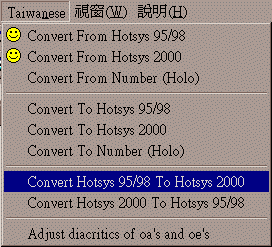 Taiwanese 視窗(W) 說明(H)
Convert From Hotsys 95/98
Convert From Hotsys 2000
Convert From Number (Holo)
Convert To Hotsys 95/98
Convert To Hotsys 2000
Convert To Number (Holo)
Convert Hotsys 95/98 To Hotsys 2000
Convert Hotsys 2000 To Hotsys 95/98
Adjust diacritics of oa's and oe's